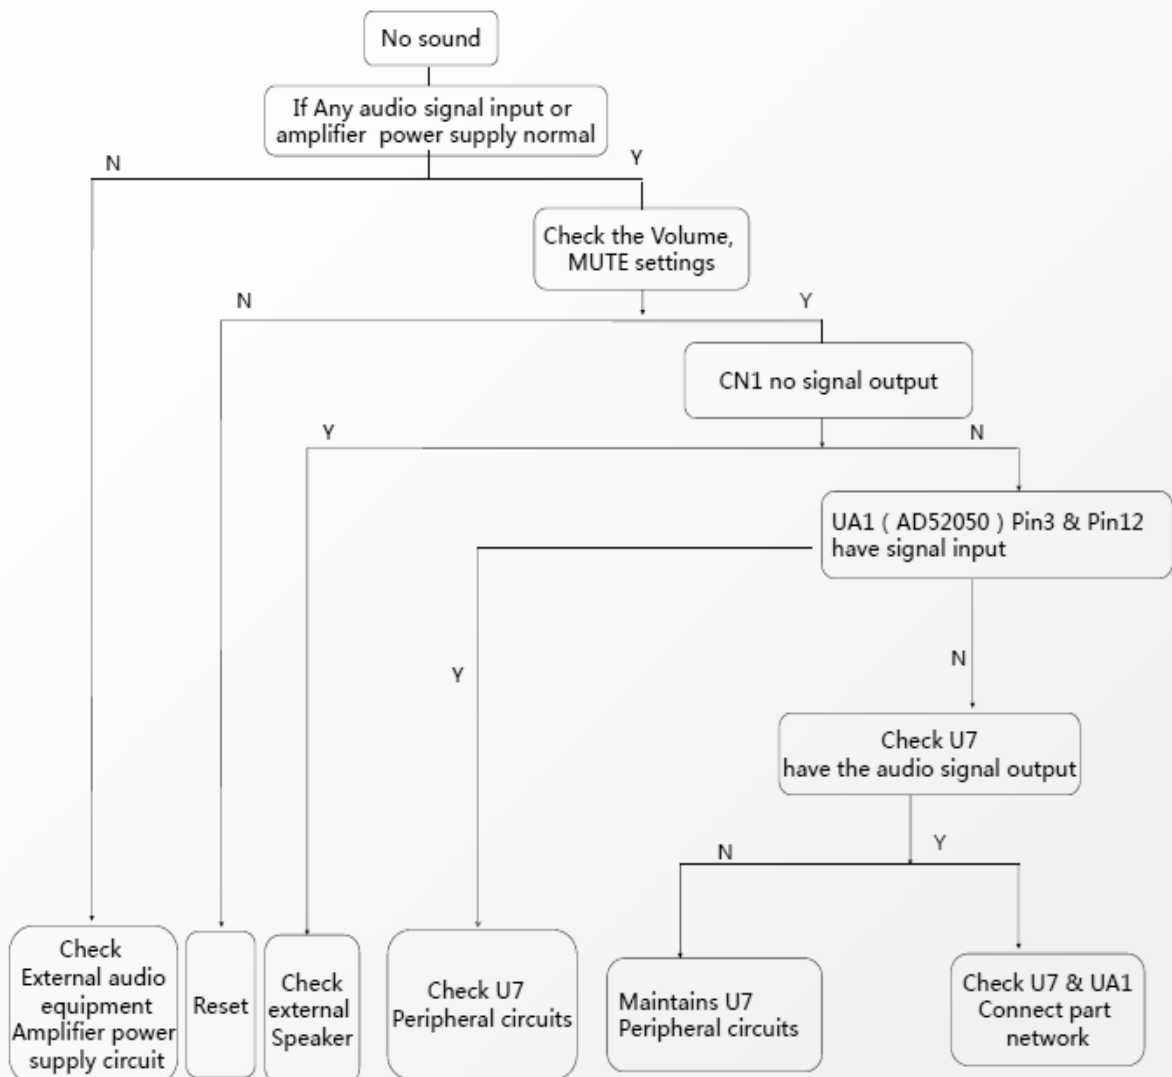 No sound
If Any audio signal input or
amplifier power supply normal
N
Y
Check the Volume,
MUTE settings
N
Y
CN1 no signal output
Y
N
UA1 ( AD52050 ) Pin3 & Pin12
have signal input
Y
N
Check U7
have the audio signal output
N
Y
Check
External audio
equipment
Amplifier power
supply circuit
Reset
Check
external
Speaker
Check U7
Peripheral circuits
Maintains U7
Peripheral circuits
Check U7 & UA1
Connect part
network